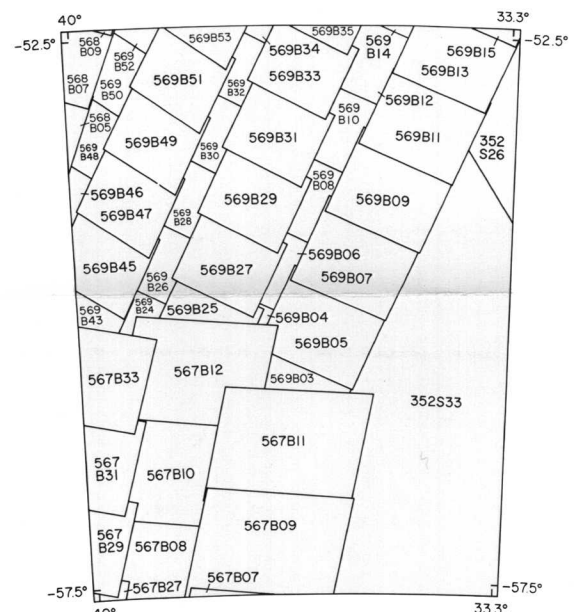 40°
33.3°
-52.5°
-52.5°
568
B09
569B53
569B35
569
B52
569B34
569
B14
569B15
568
B07
569
B50
569B51
569
B32
569B33
569B13
568
B05
569
B10
569B12
569
B48
569B49
569
B30
569B31
569B11
352
S26
569B46
569B47
569
B28
569B29
569
B08
569B09
569B45
569
B26
569B27
569B06
569B07
569
B43
569
B24
569B25
569B04
569B05
567B33
567B12
569B03
352S33
567
B31
567B10
567B11
567
B29
567B08
567B09
567B27
567B07
-57.5°
-57.5°
40°
33.3°